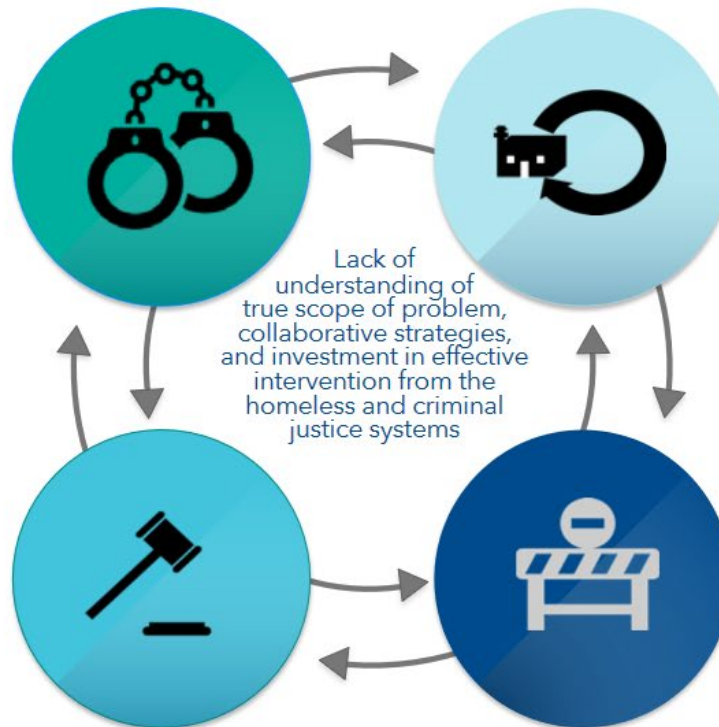 Lack of
understanding of
true scope of problem,
collaborative strategies,
and investment in effective
intervention from the
homeless and criminal
justice systems